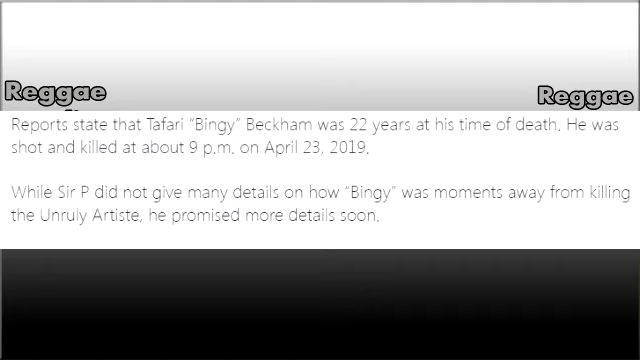 Reggae
Reggae
Reports state that Tafari “Bingy” Beckham was 22 years at his time of death. He was
shot and killed at about 9 p.m. on April 23, 2019.
While Sir P did not give many details on how “Bingy” was moments away from killing
the Unruly Artiste, he promised more details soon.